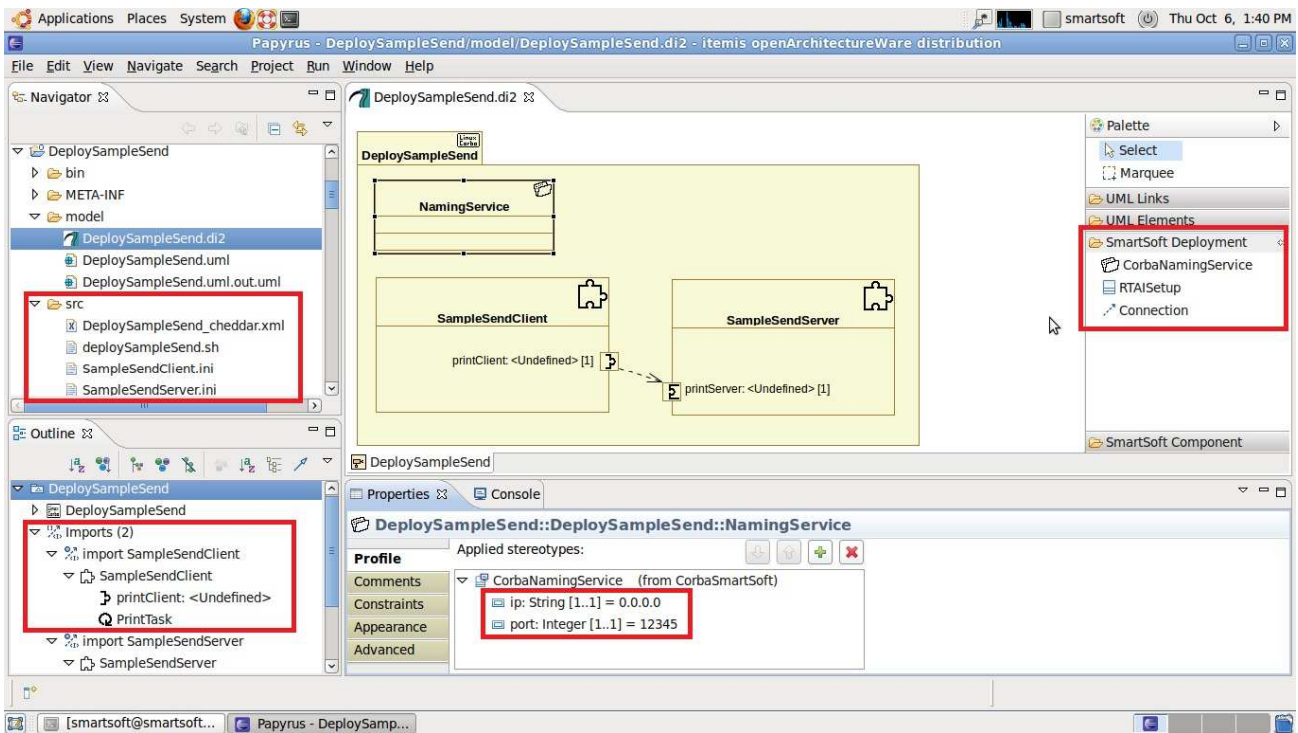 Applications Places System
smartsoft Thu Oct 6, 1:40 PM
Papyrus - DeploySampleSend/model/DeploySampleSend.di2 - itemis openArchitectureWare distribution
File Edit View Navigate Search Project Run Window Help
Navigator
DeploySampleSend
bin
META-INF
model
DeploySampleSend.di2
DeploySampleSend.uml
DeploySampleSend.uml.out.uml
src
DeploySampleSend_cheddar.xml
deploySampleSend.sh
SampleSendClient.ini
SampleSendServer.ini
Outline
DeploySampleSend
DeploySampleSend
Imports (2)
import SampleSendClient
SampleSendClient
printClient: <Undefined>
PrintTask
import SampleSendServer
SampleSendServer
DeploySampleSend.di2
Linux
Corba
DeploySampleSend
NamingService
SampleSendClient
printClient: <Undefined> [1]
SampleSendServer
printServer: <Undefined> [1]
DeploySampleSend
Palette
Select
Marquee
UML Links
UML Elements
SmartSoft Deployment
CorbaNamingService
RTAISetup
Connection
SmartSoft Component
Properties Console
DeploySampleSend::DeploySampleSend::NamingService
Profile
Comments
Constraints
Appearance
Advanced
Applied stereotypes:
CorbaNamingService (from CorbaSmartSoft)
ip: String [1..1] = 0.0.0.0
port: Integer [1..1] = 12345
[smartsoft@smartsoft... Papyrus - DeploySamp...